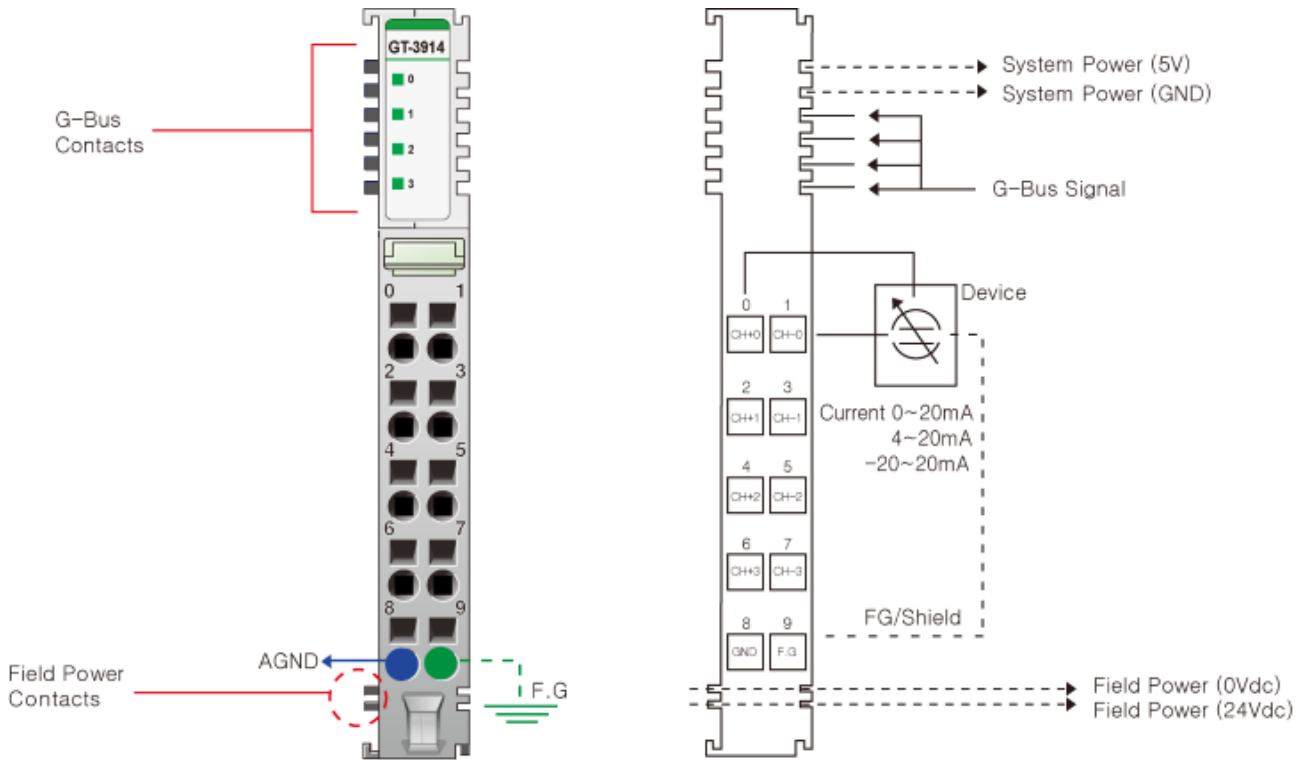 GT-3914
0
1
2
3
G-Bus
Contacts
0 1
2 3
4 5
6 7
8 9
AGND
F.G
Field Power
Contacts
System Power (5V)
System Power (GND)
G-Bus Signal
Device
0 1
CH+0 CH-0
2 3
CH+1 CH-1
Current 0~20mA
4~20mA
-20~20mA
4 5
CH+2 CH-2
6 7
CH+3 CH-3
FG/Shield
8 9
GND F.G
Field Power (0Vdc)
Field Power (24Vdc)